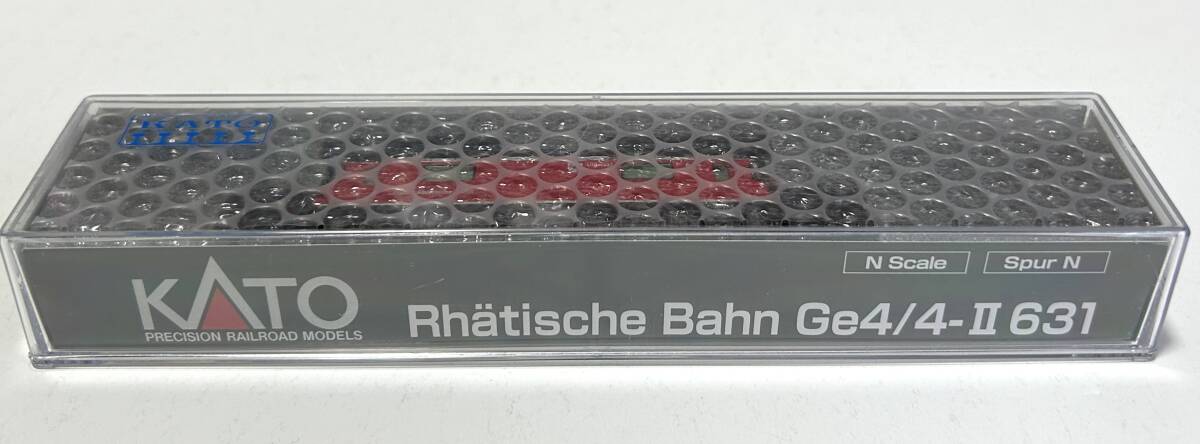 KATO
N Scale
Spur N
KATO
PRECISION RAILROAD MODELS
Rhätische Bahn Ge4/4-II 631